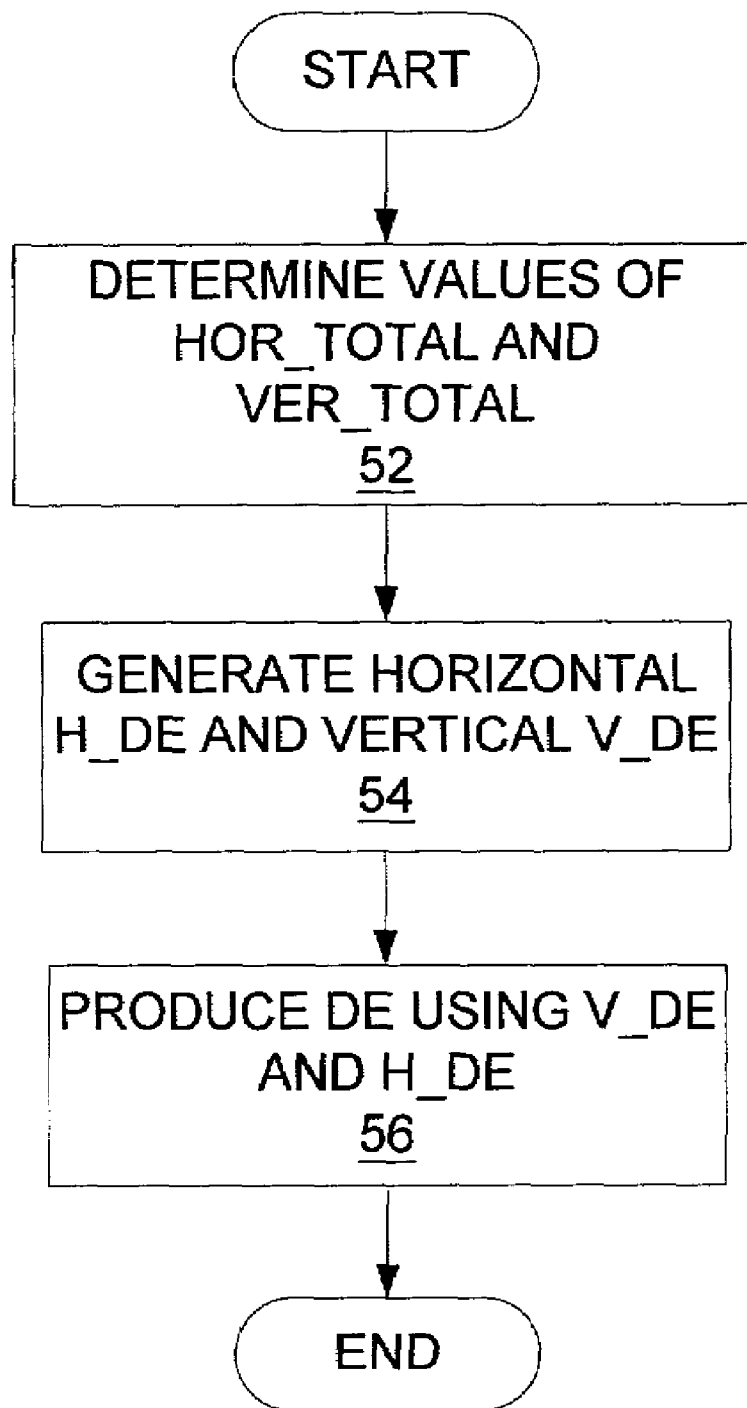 START
DETERMINE VALUES OF
HOR_TOTAL AND
VER_TOTAL
52
GENERATE HORIZONTAL
H_DE AND VERTICAL V_DE
54
PRODUCE DE USING V_DE
AND H_DE
56
END